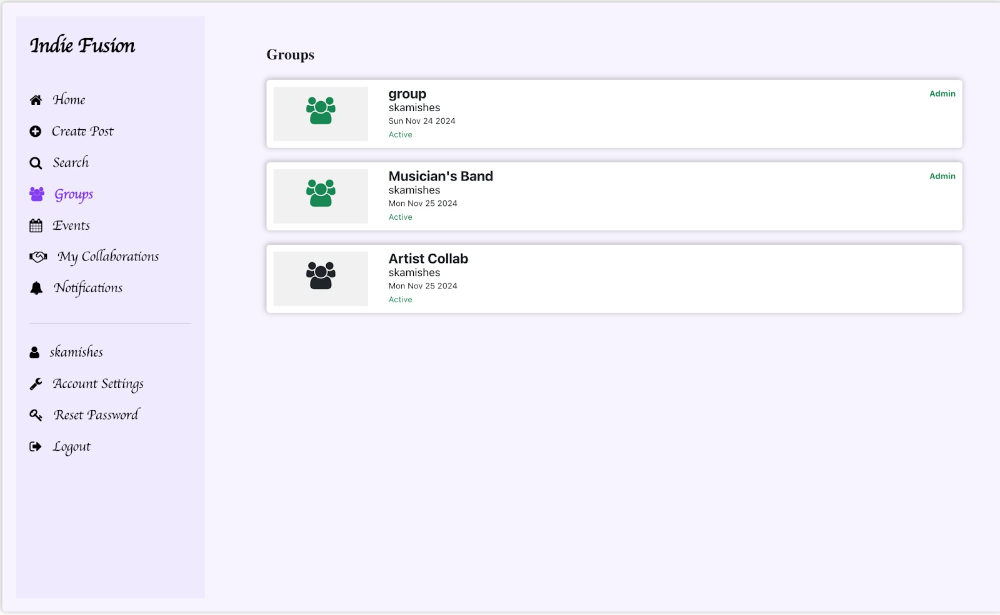 Indie Fusion
Home
Create Post
Search
Groups
Events
My Collaborations
Notifications
skamishes
Account Settings
Reset Password
Logout
Groups
group
Admin
skamishes
Sun Nov 24 2024
Active
Musician's Band
Admin
skamishes
Mon Nov 25 2024
Active
Artist Collab
skamishes
Mon Nov 25 2024
Active